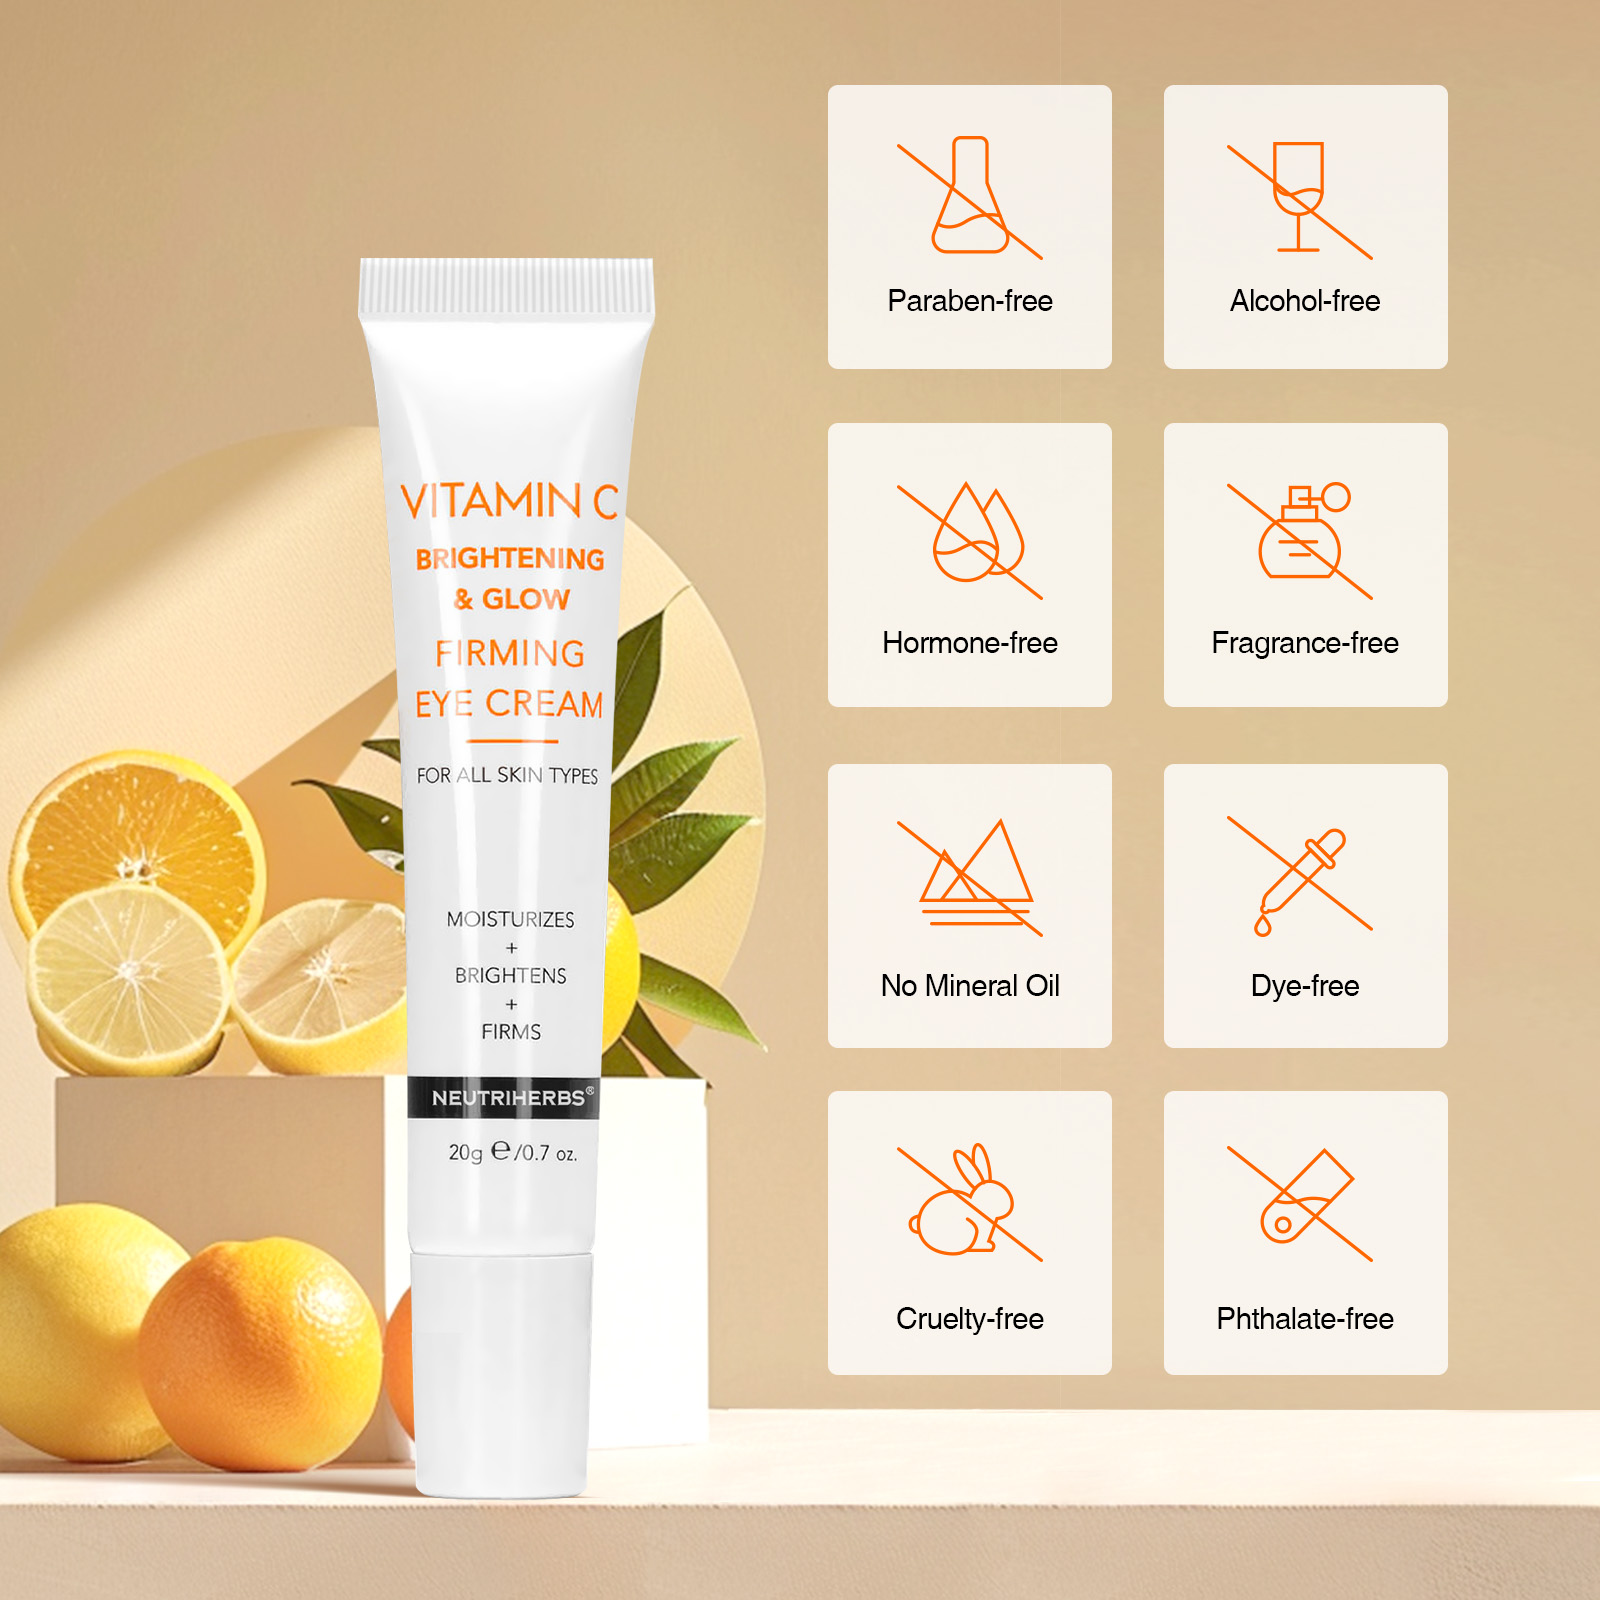 VITAMIN C
BRIGHTENING
& GLOW
FIRMING
EYE CREAM
FOR ALL SKIN TYPES
MOISTURIZES
+
BRIGHTENS
+
FIRMS
NEUTRIHERBS®
20g ℮/0.7 oz.
Paraben-free
Alcohol-free
Hormone-free
Fragrance-free
No Mineral Oil
Dye-free
Cruelty-free
Phthalate-free